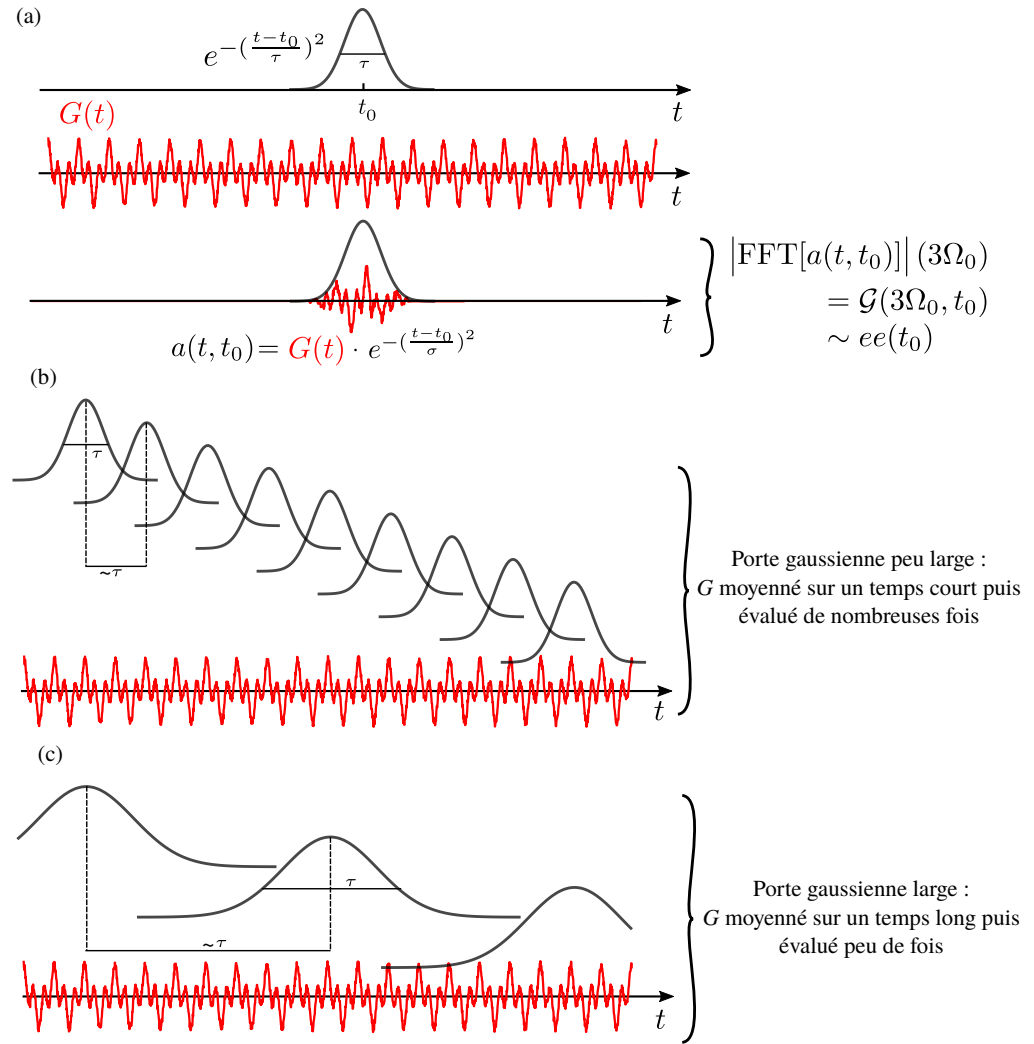 (a)
e^{-(\frac{t-t_0}{\tau})^2}
τ
t_0
t
G(t)
t
|FFT[a(t, t_0)]| (3Ω_0)
= 𝒢(3Ω_0, t_0)
∼ ee(t_0)
t
a(t, t_0) = G(t) · e^{-(\frac{t-t_0}{\sigma})^2}
(b)
τ
~τ
Porte gaussienne peu large :
G moyenné sur un temps court puis
évalué de nombreuses fois
t
(c)
τ
~τ
Porte gaussienne large :
G moyenné sur un temps long puis
évalué peu de fois
t